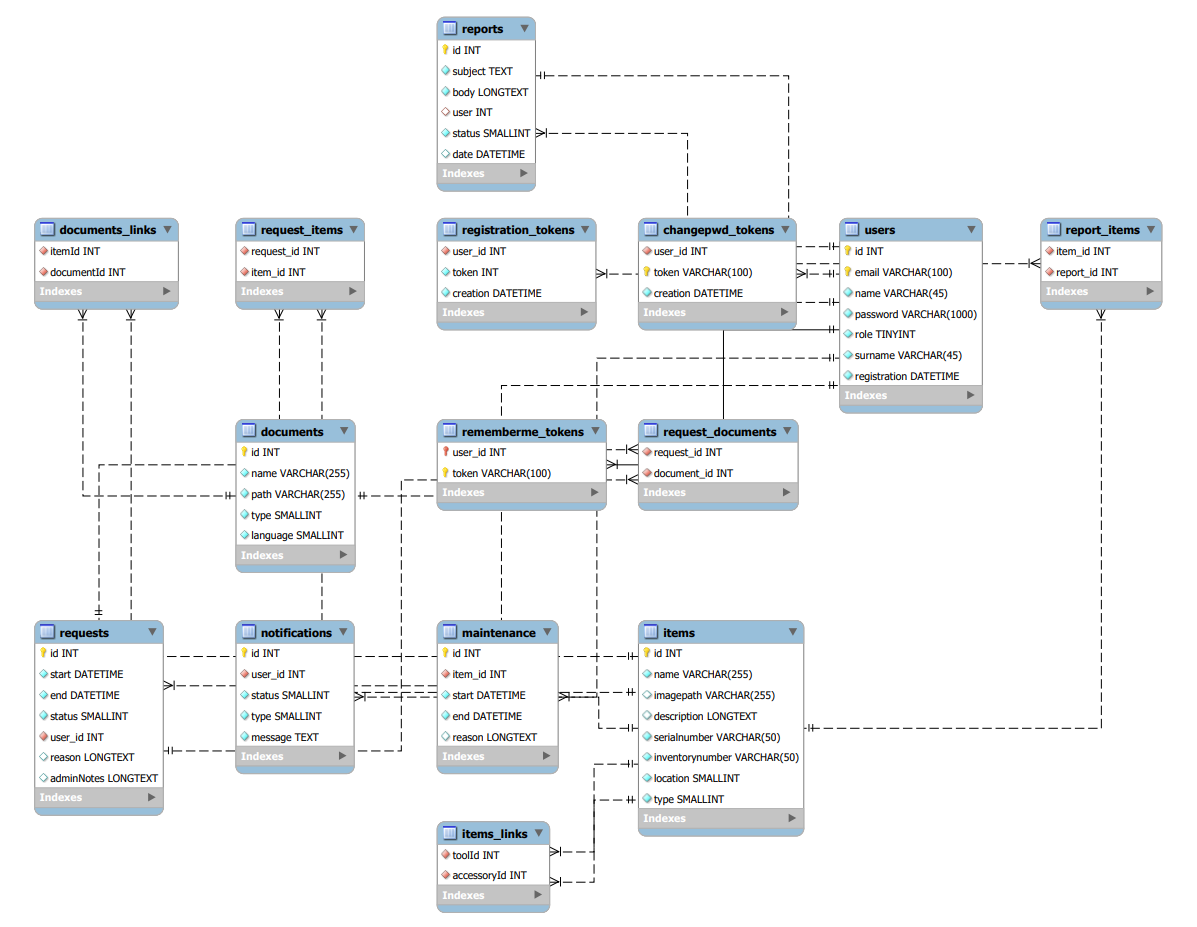 reports
id INT
subject TEXT
body LONGTEXT
user INT
status SMALLINT
date DATETIME
Indexes
documents_links
itemId INT
documentId INT
Indexes
request_items
request_id INT
item_id INT
Indexes
registration_tokens
user_id INT
token INT
creation DATETIME
Indexes
changepwd_tokens
user_id INT
token VARCHAR(100)
creation DATETIME
Indexes
users
id INT
email VARCHAR(100)
name VARCHAR(45)
password VARCHAR(1000)
role TINYINT
surname VARCHAR(45)
registration DATETIME
Indexes
report_items
item_id INT
report_id INT
Indexes
documents
id INT
name VARCHAR(255)
path VARCHAR(255)
type SMALLINT
language SMALLINT
Indexes
rememberme_tokens
user_id INT
token VARCHAR(100)
Indexes
request_documents
request_id INT
document_id INT
Indexes
requests
id INT
start DATETIME
end DATETIME
status SMALLINT
user_id INT
reason LONGTEXT
adminNotes LONGTEXT
Indexes
notifications
id INT
user_id INT
status SMALLINT
type SMALLINT
message TEXT
Indexes
maintenance
id INT
item_id INT
start DATETIME
end DATETIME
reason LONGTEXT
Indexes
items
id INT
name VARCHAR(255)
imagepath VARCHAR(255)
description LONGTEXT
serialnumber VARCHAR(50)
inventorynumber VARCHAR(50)
location SMALLINT
type SMALLINT
Indexes
items_links
toolId INT
accessoryId INT
Indexes